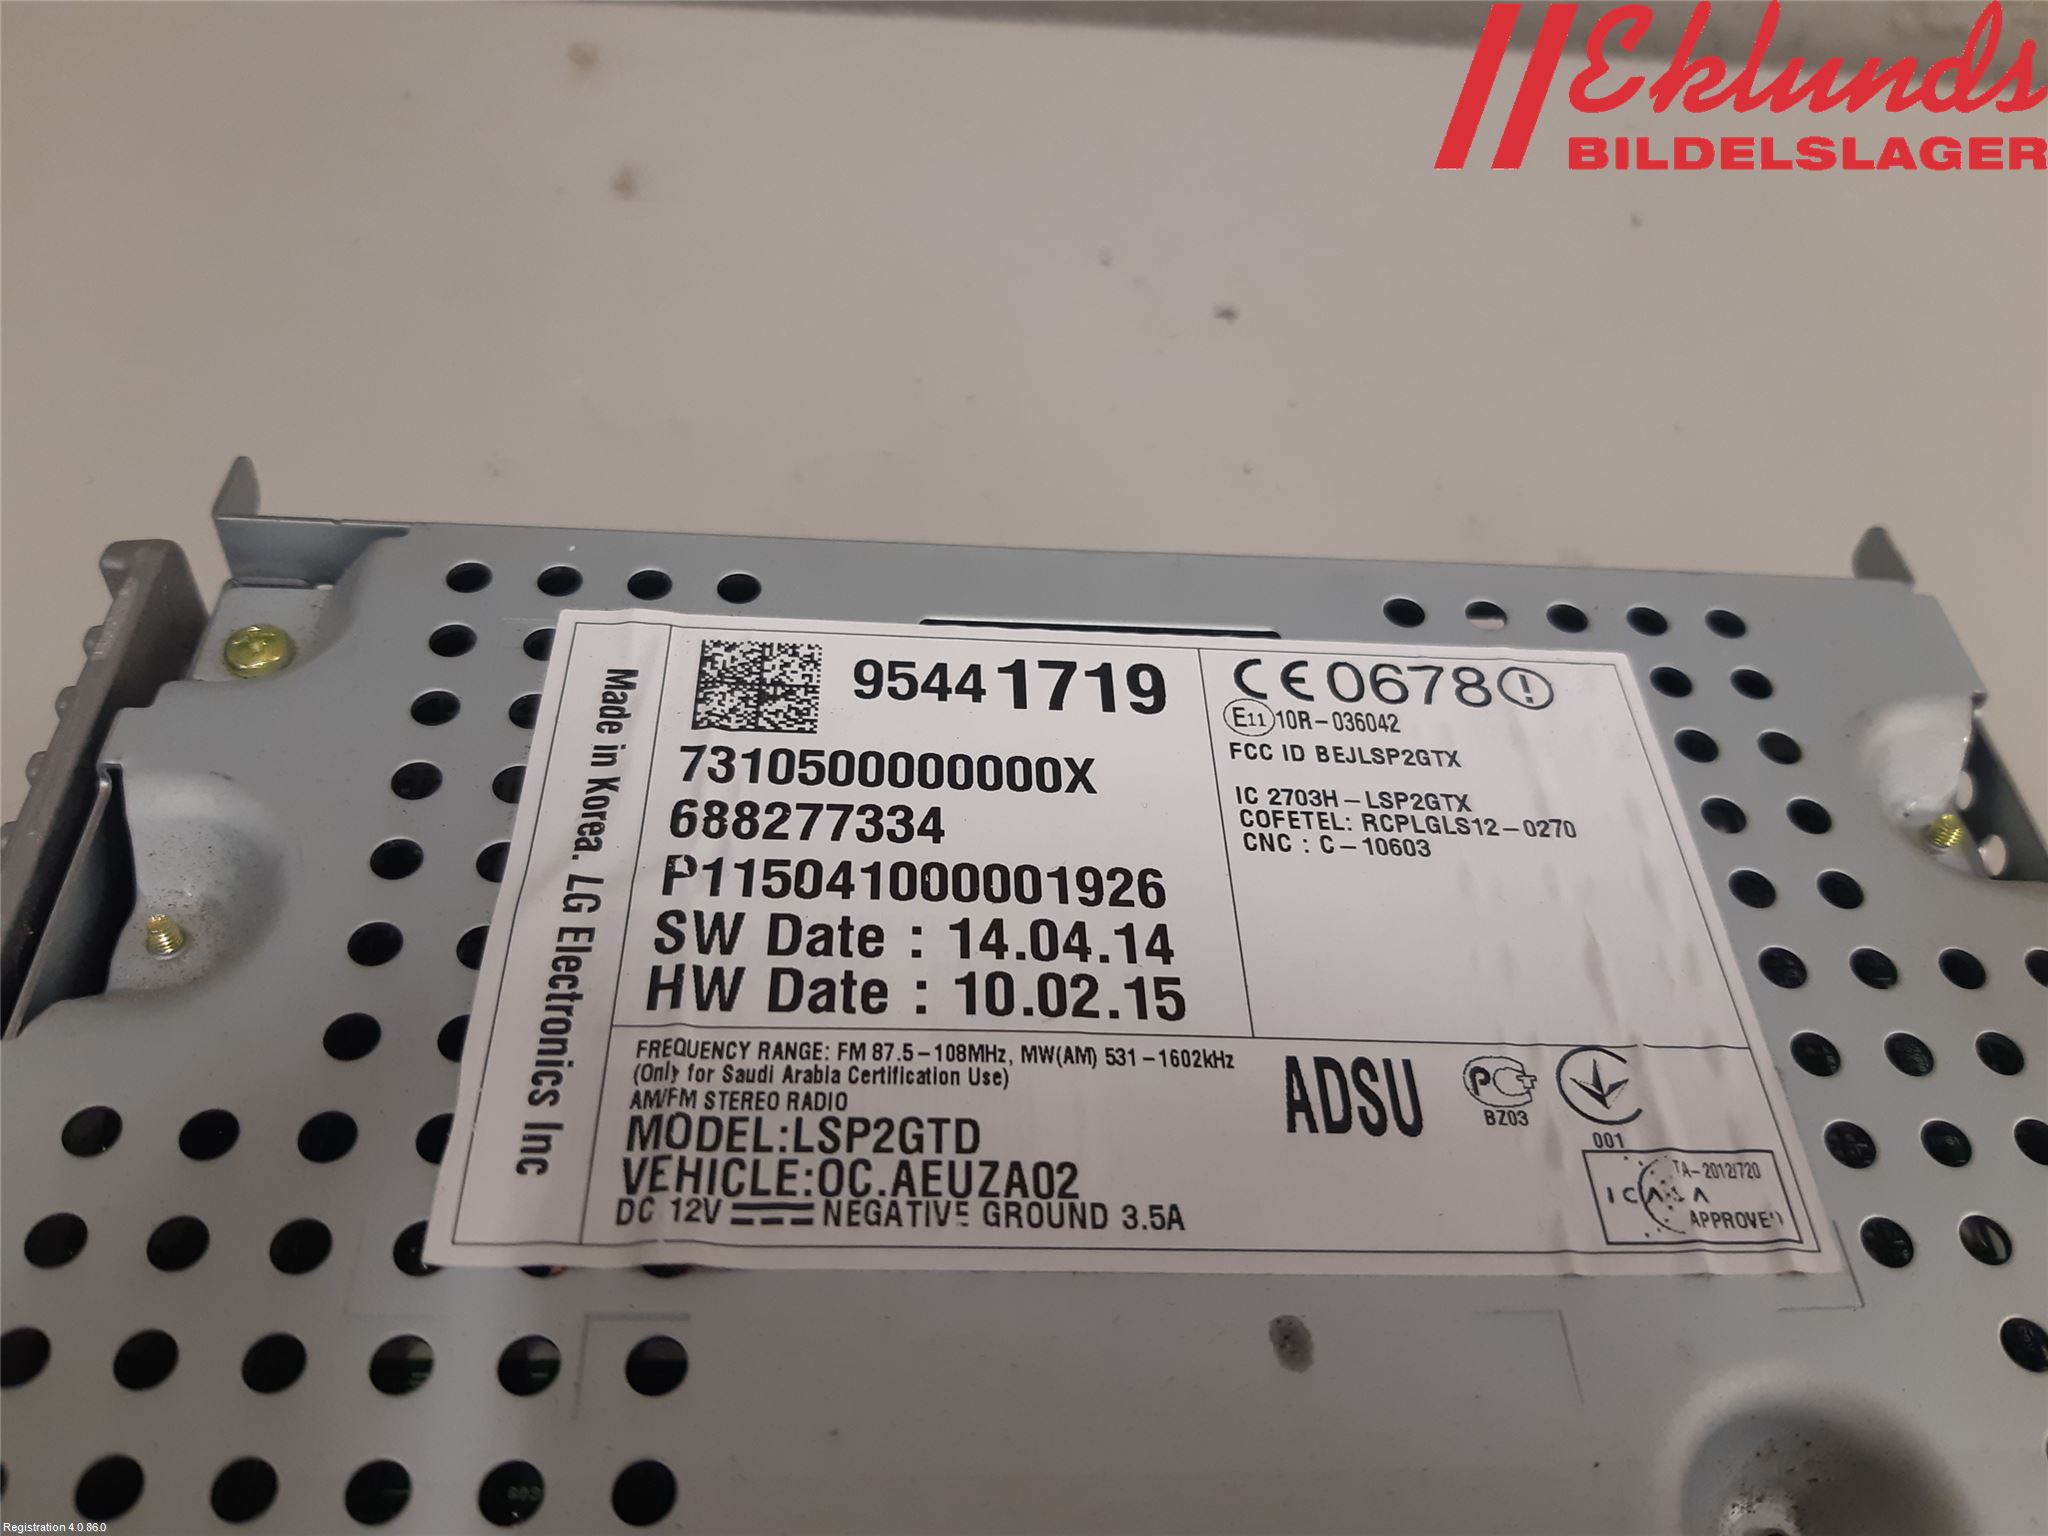 Eklunds
BILDELSLAGER
Made in Korea. LG Electronics Inc
95441719
7310500000000X
688277334
P115041000001926
SW Date : 14.04.14
HW Date : 10.02.15
CE0678
E11 10R-036042
FCC ID BEJLSP2GTX
IC 2703H-LSP2GTX
COFETEL: RCPLGLS12-0270
CNC : C-10603
FREQUENCY RANGE: FM 87.5-108MHz, MW(AM) 531-1602kHz
(Only for Saudi Arabia Certification Use)
AM/FM STEREO RADIO
MODEL:LSP2GTD
VEHICLE:OC.AEUZA02
DC 12V NEGATIVE GROUND 3.5A
ADSU
BZ03
001
TA-2012/720
ICASA
APPROVED
Registration 4.0.86.0